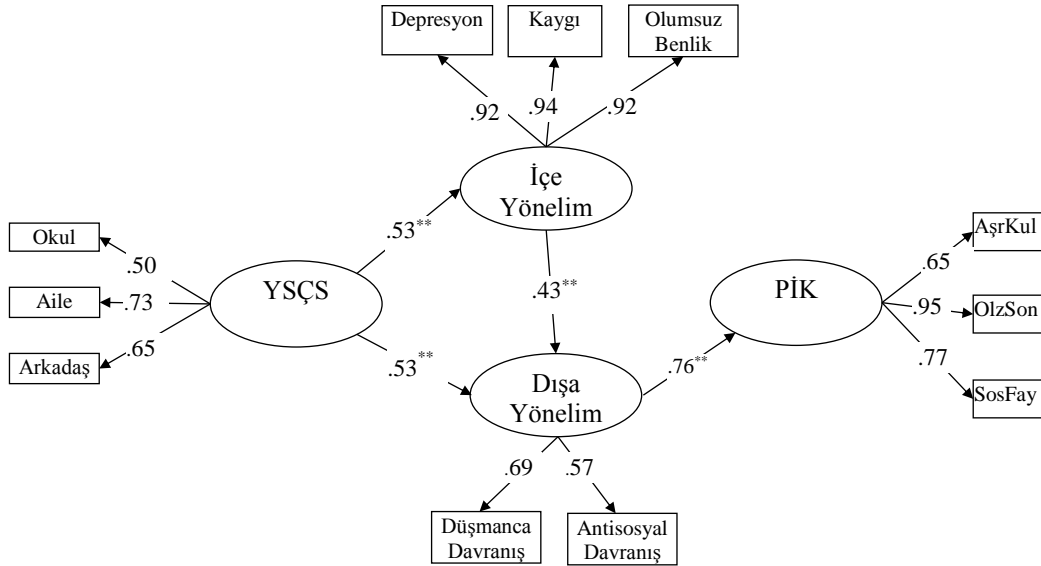 Depresyon
Kaygı
Olumsuz
Benlik
.92
.94
.92
İçe
Yönelim
Okul
.50
Aile
.73
Arkadaş
.65
YSÇS
.53**
.53**
.43**
Dışa
Yönelim
.76**
PİK
AşrKul
.65
OlzSon
.95
SosFay
.77
.69
.57
Düşmanca
Davranış
Antisosyal
Davranış